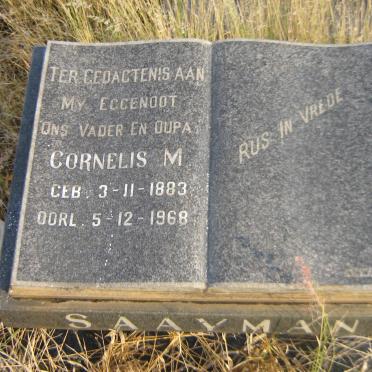 TER GEDACTENIS AAN
MY EGGENOOT
ONS VADER EN OUPA
CORNELIS M
GEB. 3-11-1883
OORL. 5-12-1968
RUS IN VREDE
SAAYMAN